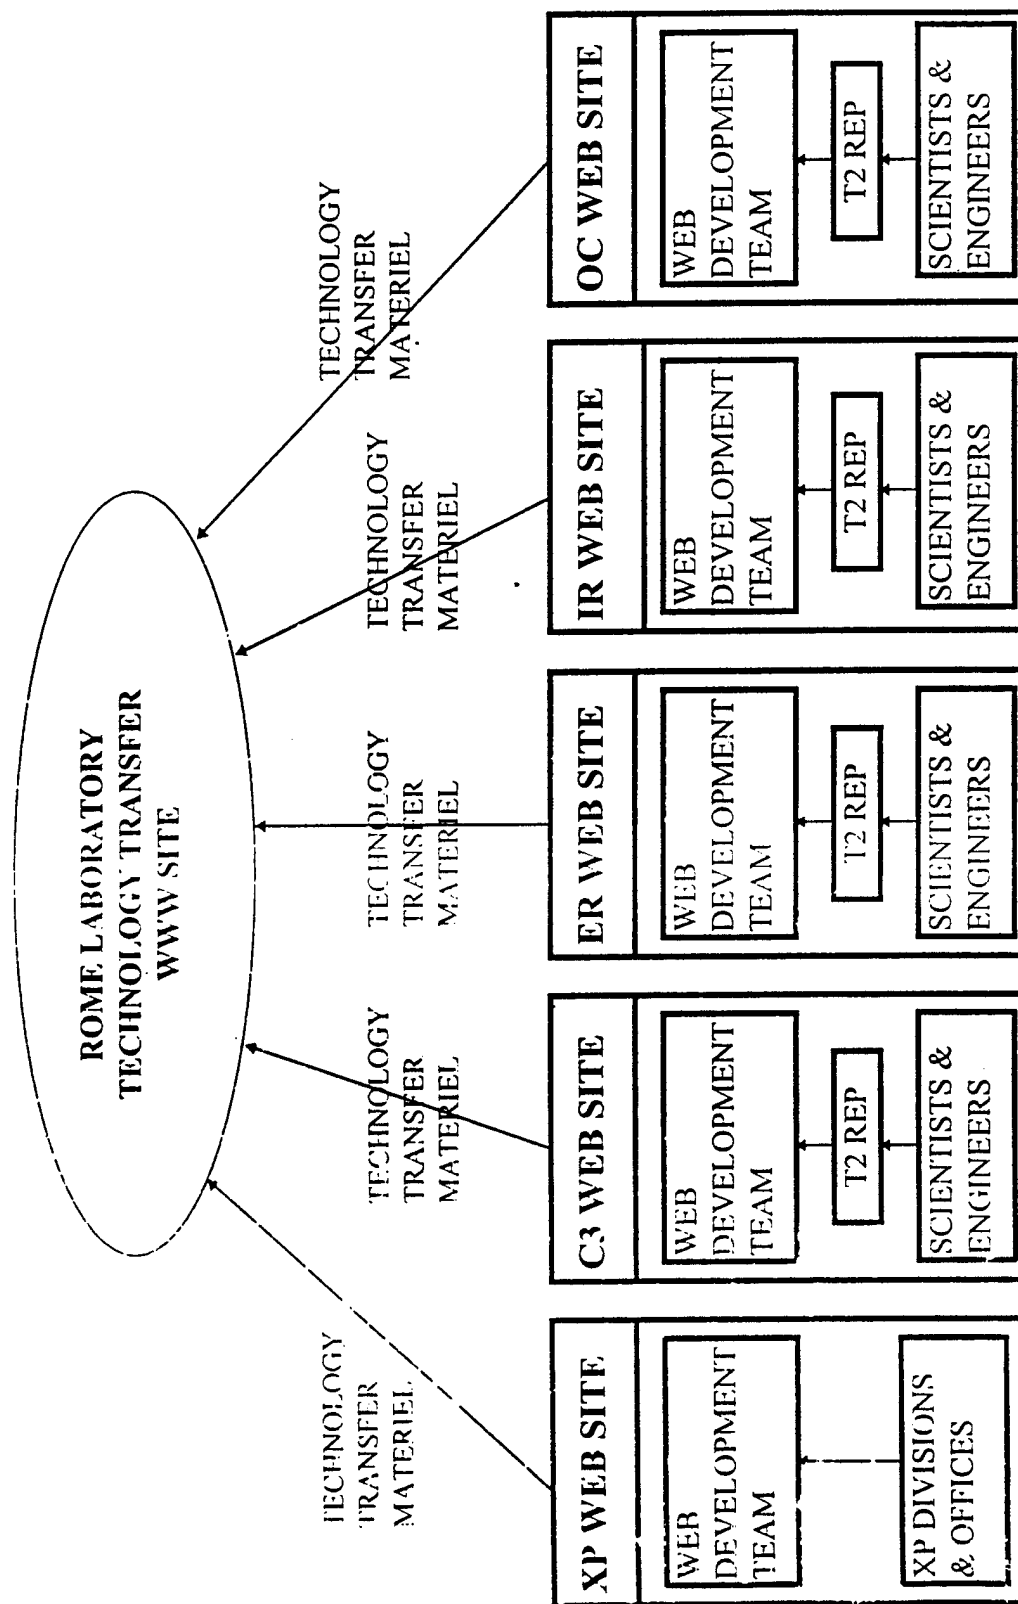 ROME LABORATORY
TECHNOLOGY TRANSFER
WWW SITE
TECHNOLOGY
TRANSFER
MATERIEL
TECHNOLOGY
TRANSFER
MATERIEL
TECHNOLOGY
TRANSFER
MATERIEL
TECHNOLOGY
TRANSFER
MATERIEL
TECHNOLOGY
TRANSFER
MATERIEL
XP WEB SITE
WEB
DEVELOPMENT
TEAM
XP DIVISIONS
& OFFICES
C3 WEB SITE
WEB
DEVELOPMENT
TEAM
T2 REP
SCIENTISTS &
ENGINEERS
ER WEB SITE
WEB
DEVELOPMENT
TEAM
T2 REP
SCIENTISTS &
ENGINEERS
IR WEB SITE
WEB
DEVELOPMENT
TEAM
T2 REP
SCIENTISTS &
ENGINEERS
OC WEB SITE
WEB
DEVELOPMENT
TEAM
T2 REP
SCIENTISTS &
ENGINEERS